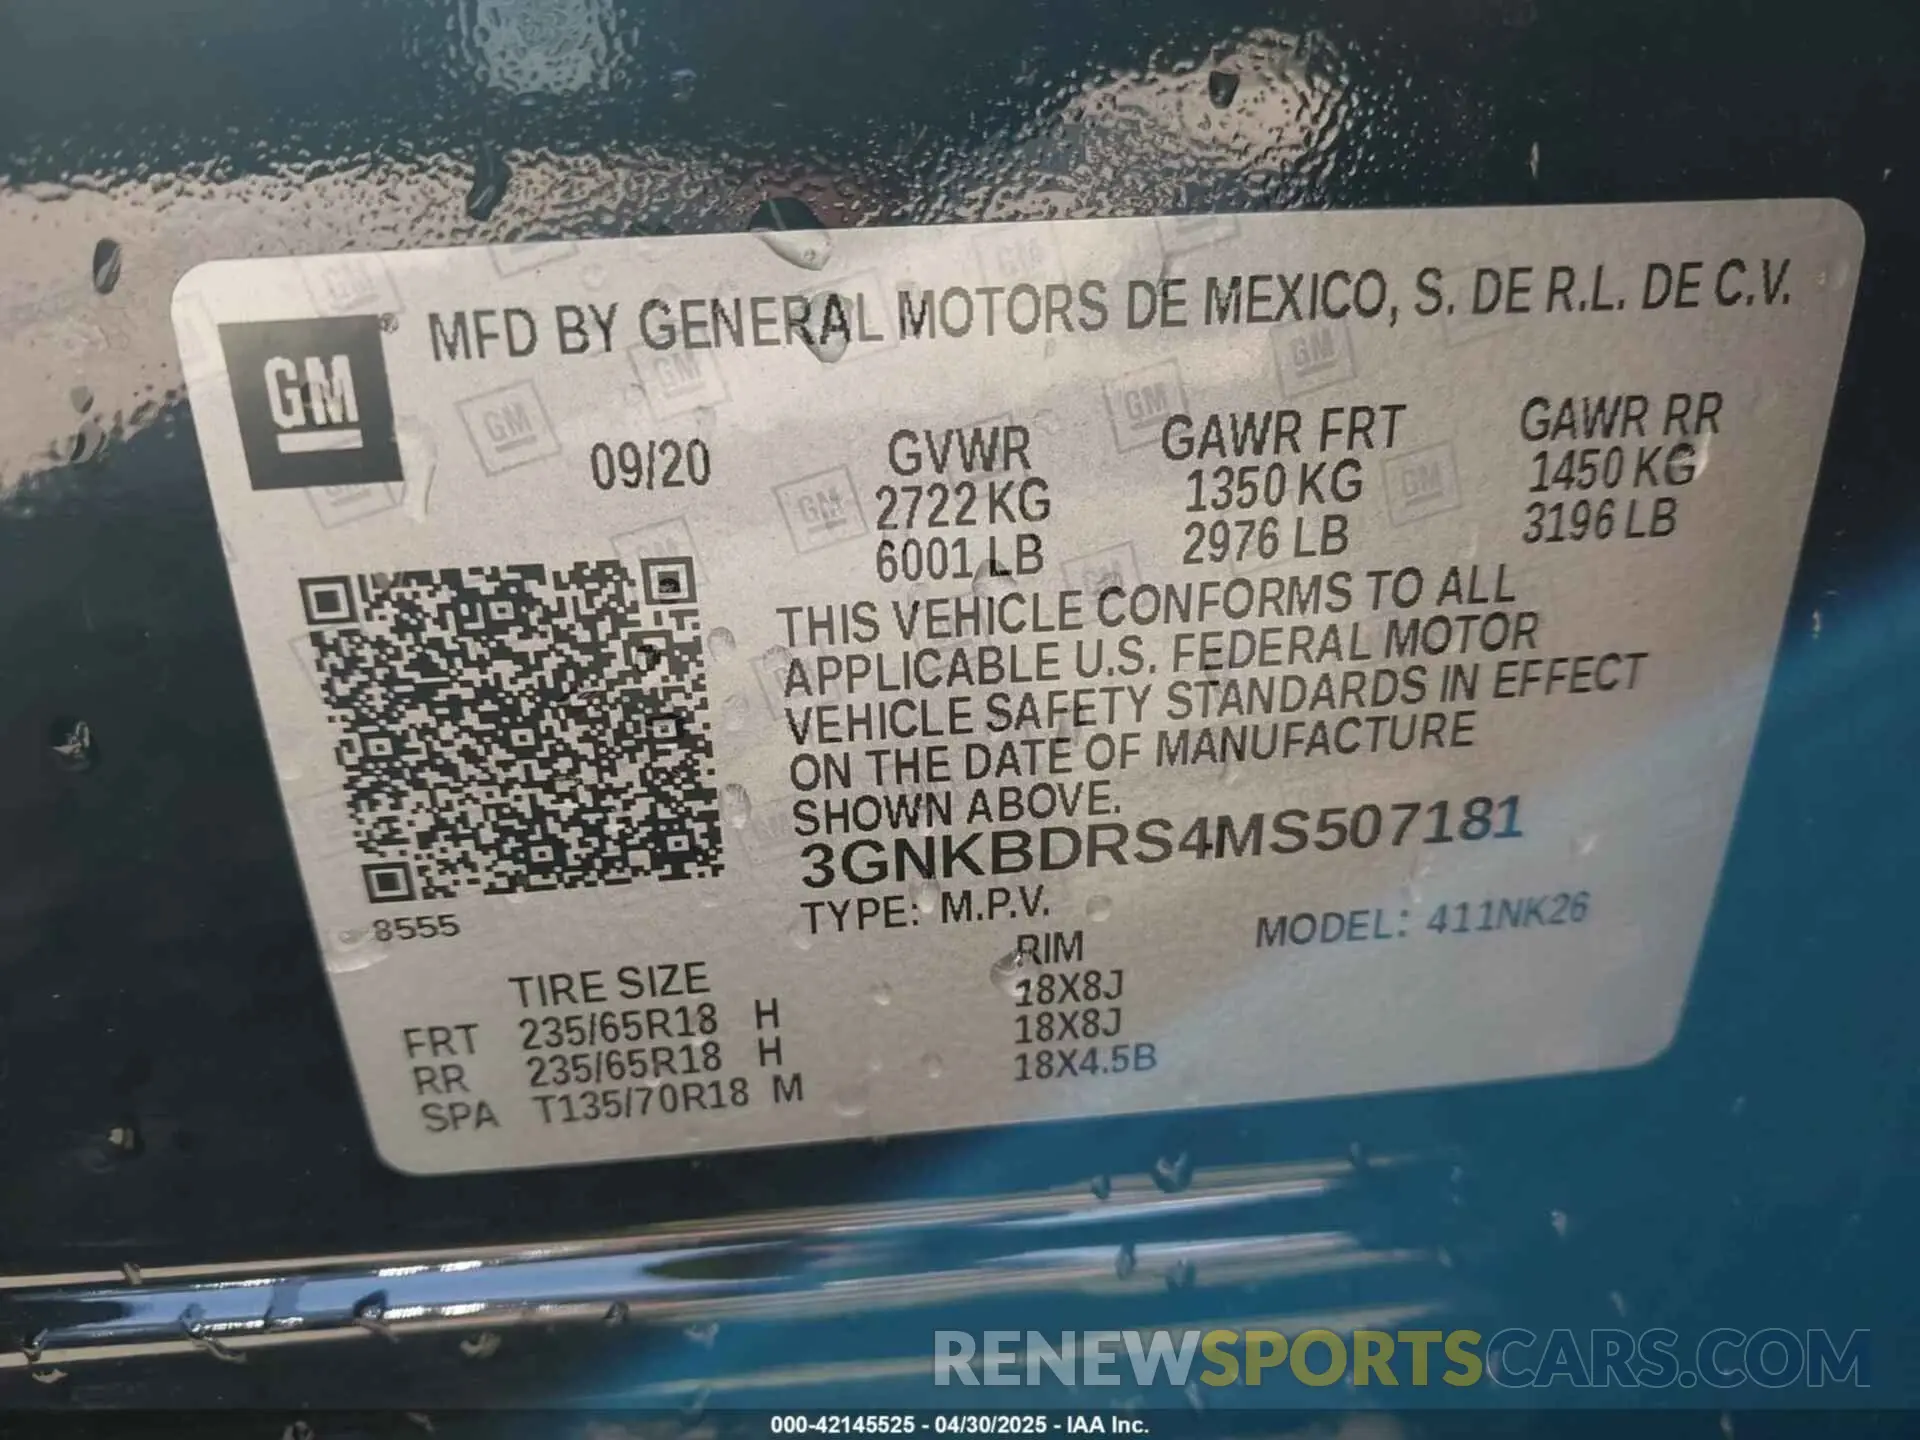 GM®
MFD BY GENERAL MOTORS DE MEXICO, S. DE R.L. DE C.V.
09/20
GVWR
2722 KG
6001 LB
GAWR FRT
1350 KG
2976 LB
GAWR RR
1450 KG
3196 LB
THIS VEHICLE CONFORMS TO ALL
APPLICABLE U.S. FEDERAL MOTOR
VEHICLE SAFETY STANDARDS IN EFFECT
ON THE DATE OF MANUFACTURE
SHOWN ABOVE.
3GNKBDRS4MS507181
TYPE: M.P.V.
MODEL: 411NK26
8555
TIRE SIZE RIM
FRT 235/65R18 H 18X8J
RR 235/65R18 H 18X8J
SPA T135/70R18 M 18X4.5B
RENEWSPORTSCARS.COM
000-42145525 - 04/30/2025 - IAA Inc.